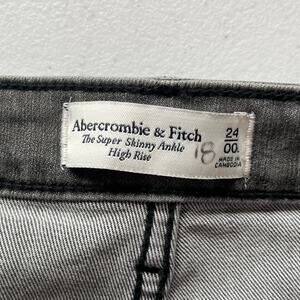 Abercrombie & Fitch
The Super Skinny Ankle
High Rise
18
24
00.
MADE IN
CAMBODIA